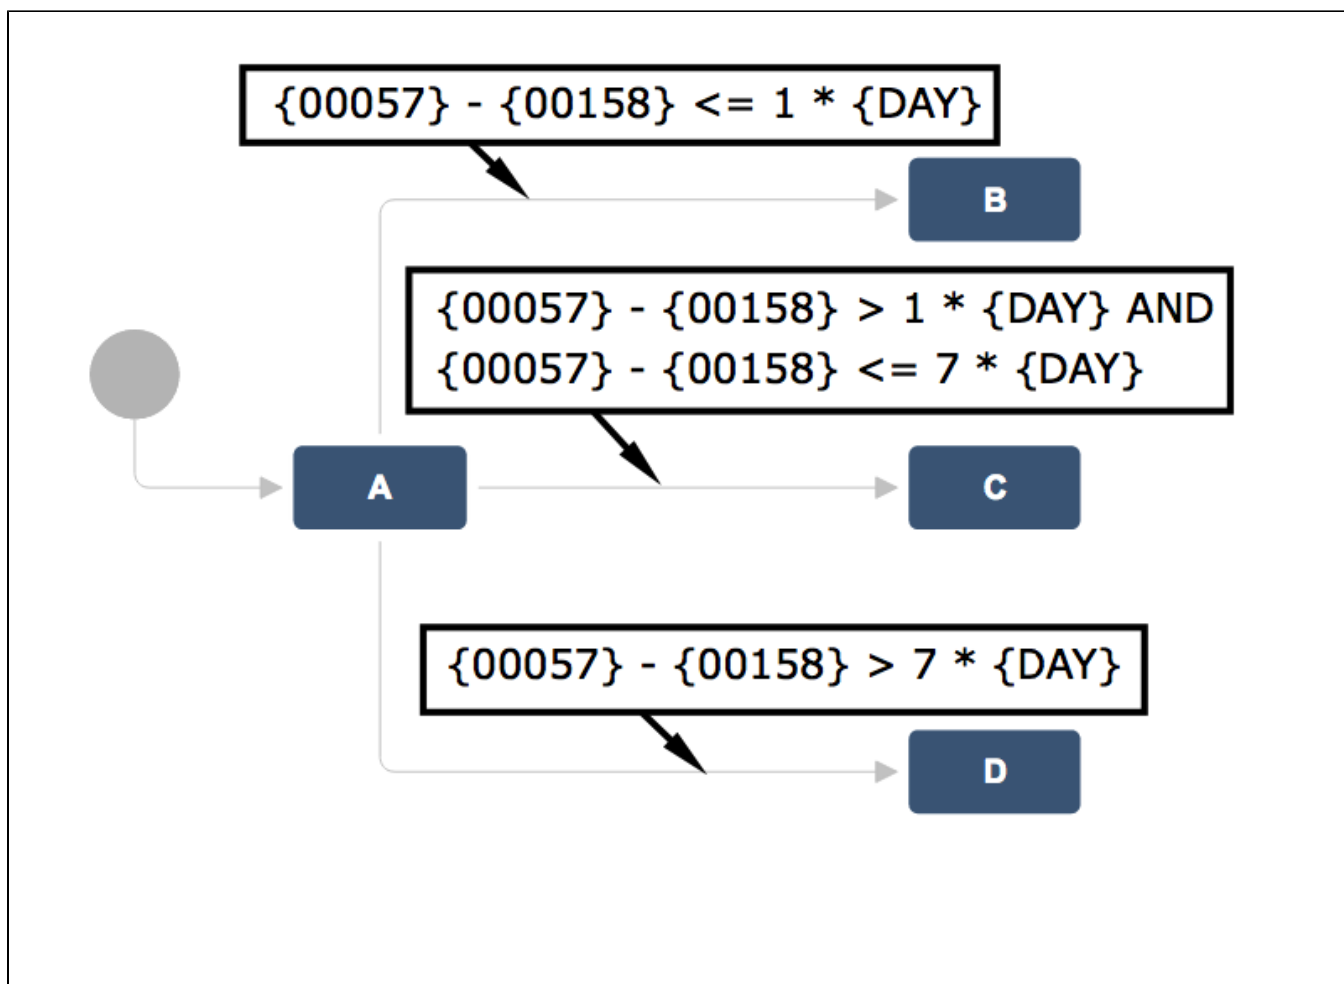 {00057} - {00158} <= 1 * {DAY}
B
{00057} - {00158} > 1 * {DAY} AND
{00057} - {00158} <= 7 * {DAY}
A
C
{00057} - {00158} > 7 * {DAY}
D